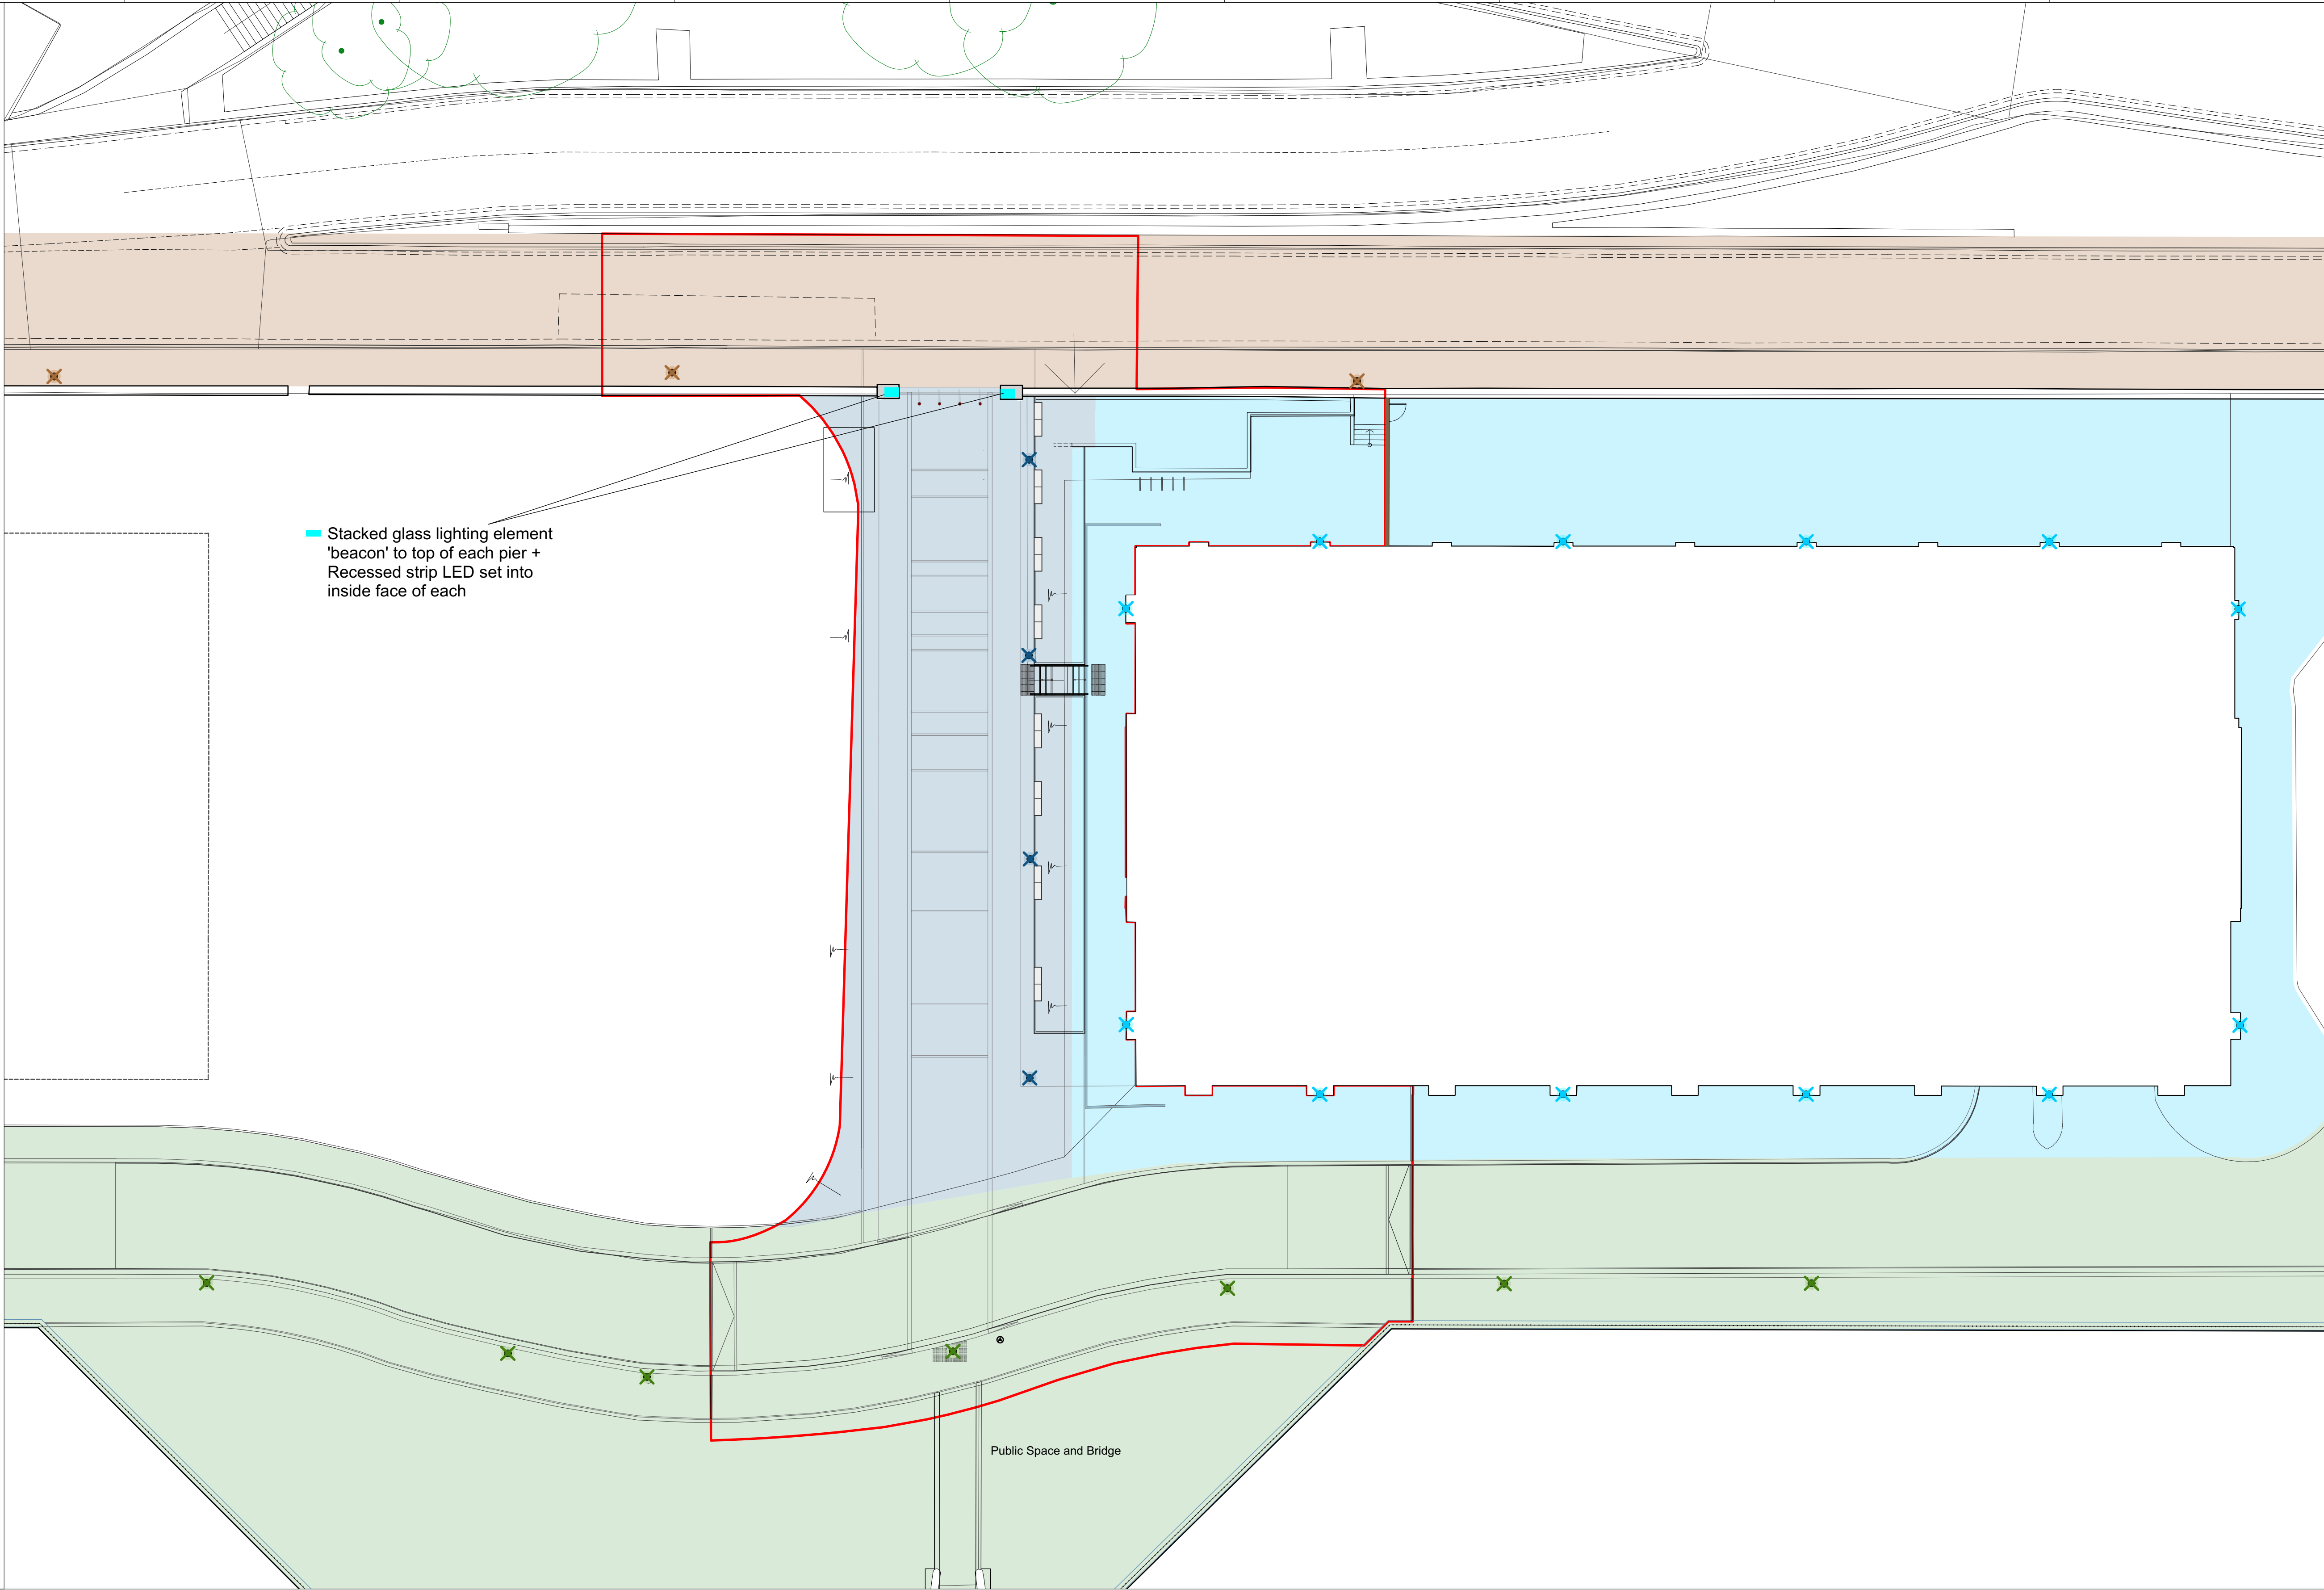 Stacked glass lighting element
'beacon' to top of each pier +
Recessed strip LED set into
inside face of each
Public Space and Bridge